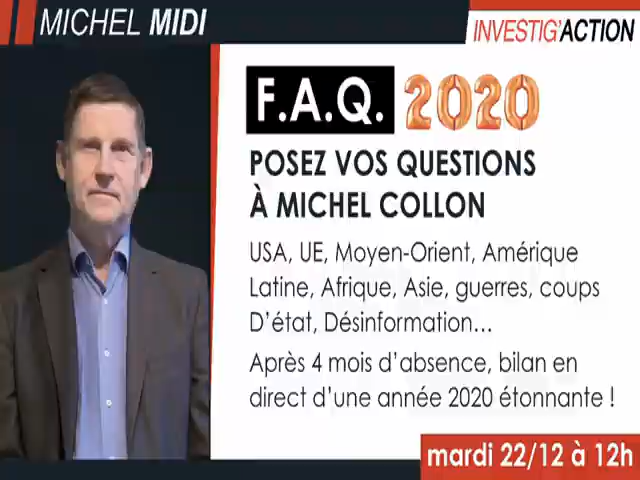 MICHEL MIDI
INVESTIG'ACTION
F.A.Q. 2020
POSEZ VOS QUESTIONS
À MICHEL COLLON
USA, UE, Moyen-Orient, Amérique
Latine, Afrique, Asie, guerres, coups
D'état, Désinformation...
Après 4 mois d'absence, bilan en
direct d'une année 2020 étonnante !
mardi 22/12 à 12h